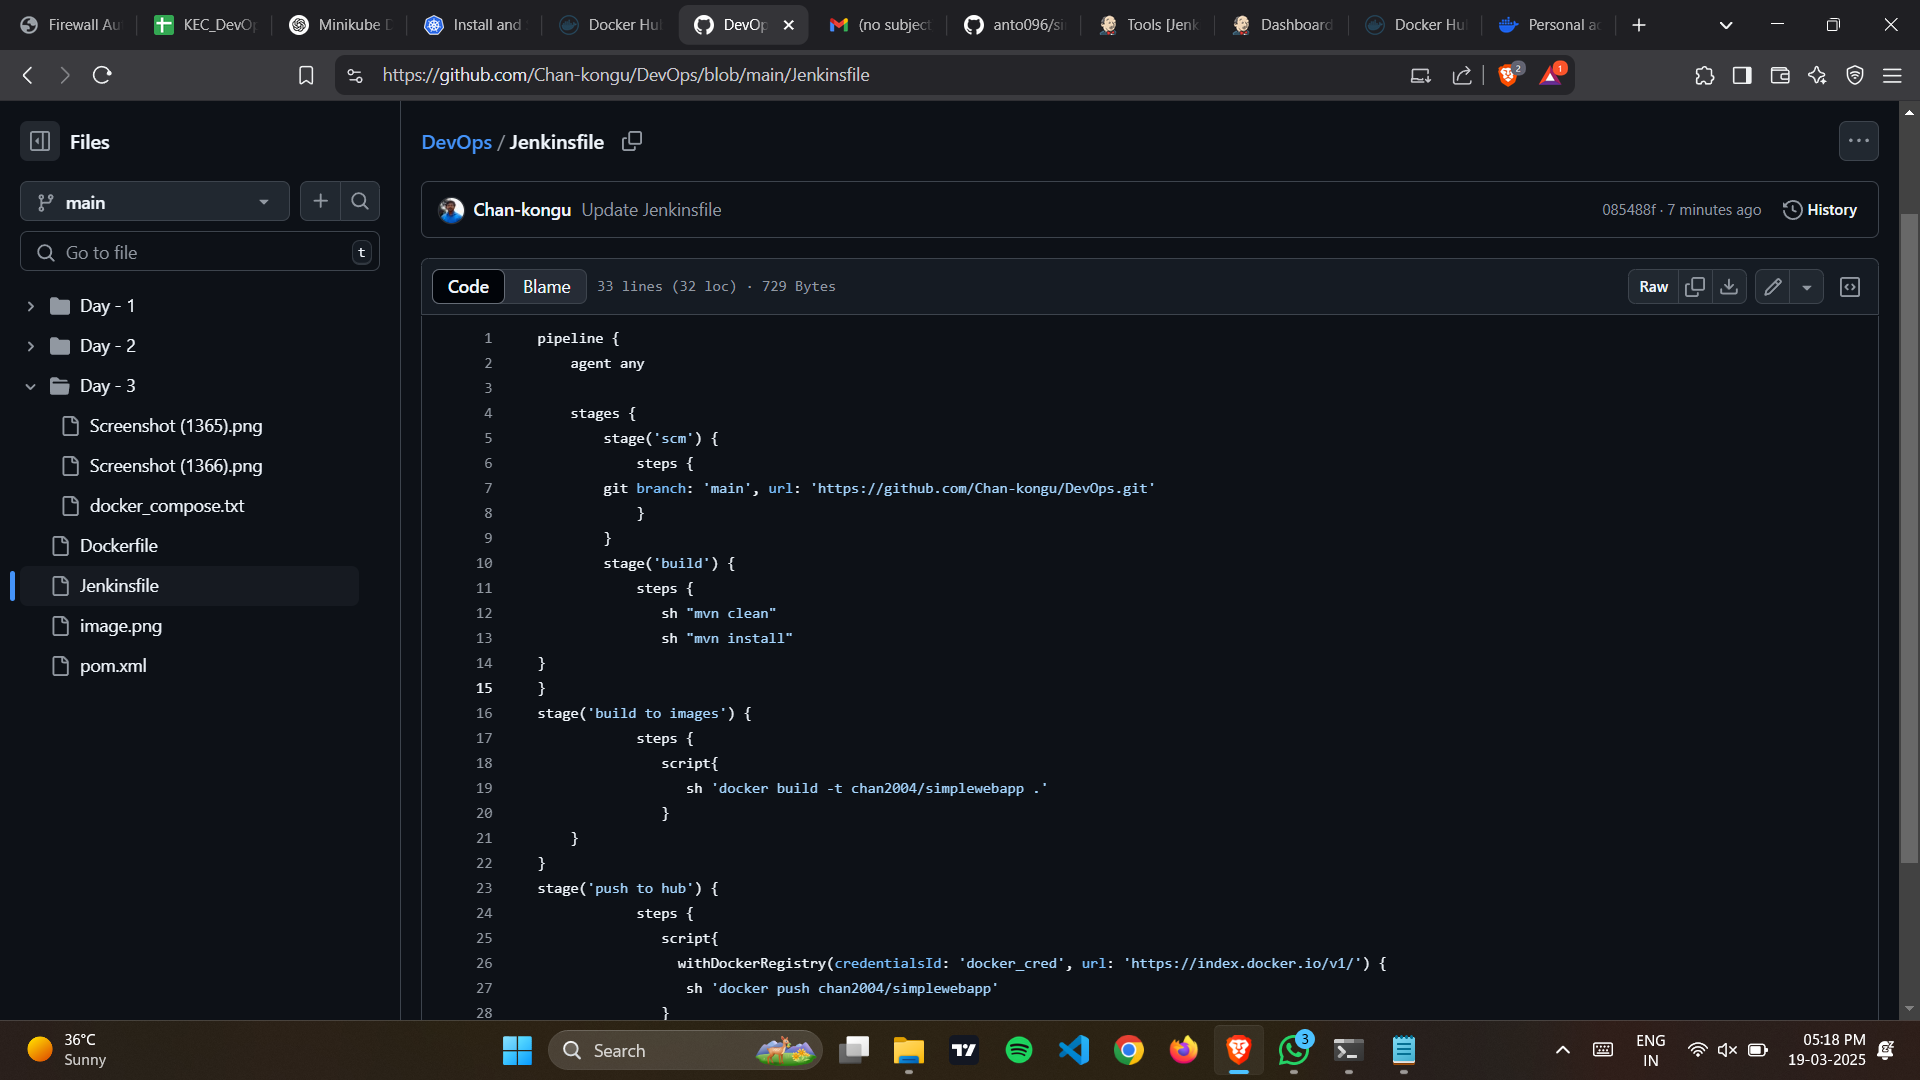 Firewall Au
KEC_DevOp
Minikube D
Install and
Docker Hu
DevOp
(no subject
anto096/si
Tools [Jenk
Dashboard
Docker Hu
Personal ac
https://github.com/Chan-kongu/DevOps/blob/main/Jenkinsfile
2
1
Files
main
Go to file
t
Day - 1
Day - 2
Day - 3
Screenshot (1365).png
Screenshot (1366).png
docker_compose.txt
Dockerfile
Jenkinsfile
image.png
pom.xml
DevOps / Jenkinsfile
Chan-kongu Update Jenkinsfile
085488f · 7 minutes ago
History
Code
Blame
33 lines (32 loc) · 729 Bytes
Raw
1 pipeline {
2 agent any
3
4 stages {
5 stage('scm') {
6 steps {
7 git branch: 'main', url: 'https://github.com/Chan-kongu/DevOps.git'
8 }
9 }
10 stage('build') {
11 steps {
12 sh "mvn clean"
13 sh "mvn install"
14 }
15 }
16 stage('build to images') {
17 steps {
18 script{
19 sh 'docker build -t chan2004/simplewebapp .'
20 }
21 }
22 }
23 stage('push to hub') {
24 steps {
25 script{
26 withDockerRegistry(credentialsId: 'docker_cred', url: 'https://index.docker.io/v1/') {
27 sh 'docker push chan2004/simplewebapp'
28 }
36°C
Sunny
Search
3
ENG
IN
05:18 PM
19-03-2025